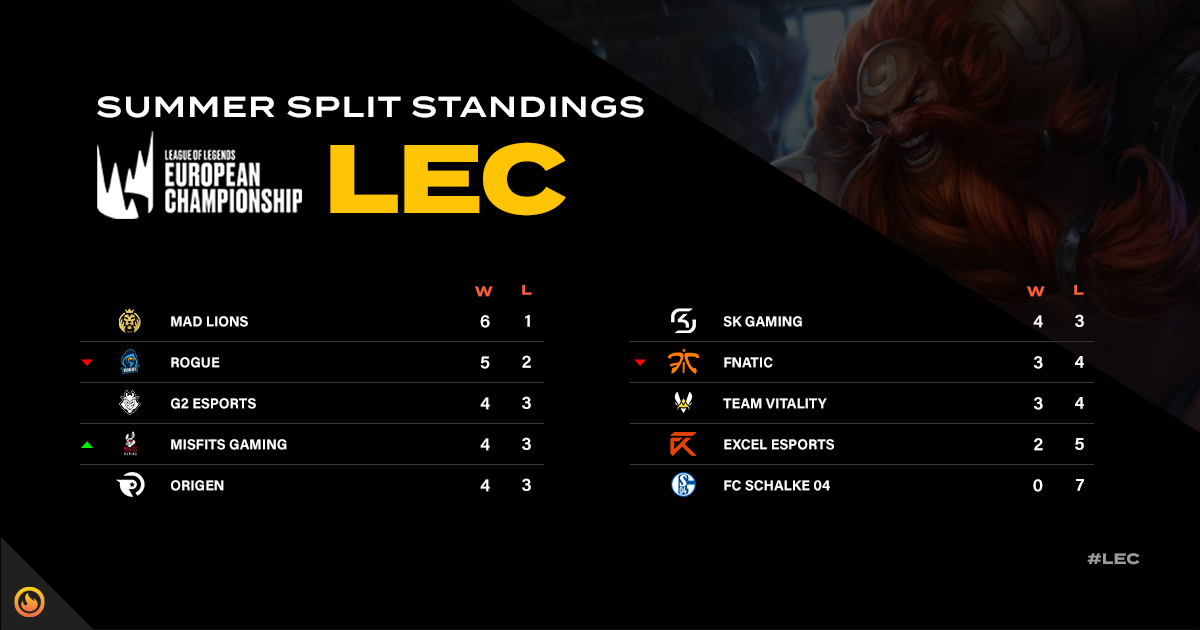 SUMMER SPLIT STANDINGS
LEAGUE OF LEGENDS
EUROPEAN
CHAMPIONSHIP
LEC
W L
MAD LIONS 6 1
ROGUE 5 2
G2 ESPORTS 4 3
MISFITS GAMING 4 3
ORIGEN 4 3
W L
SK GAMING 4 3
FNATIC 3 4
TEAM VITALITY 3 4
EXCEL ESPORTS 2 5
FC SCHALKE 04 0 7
#LEC